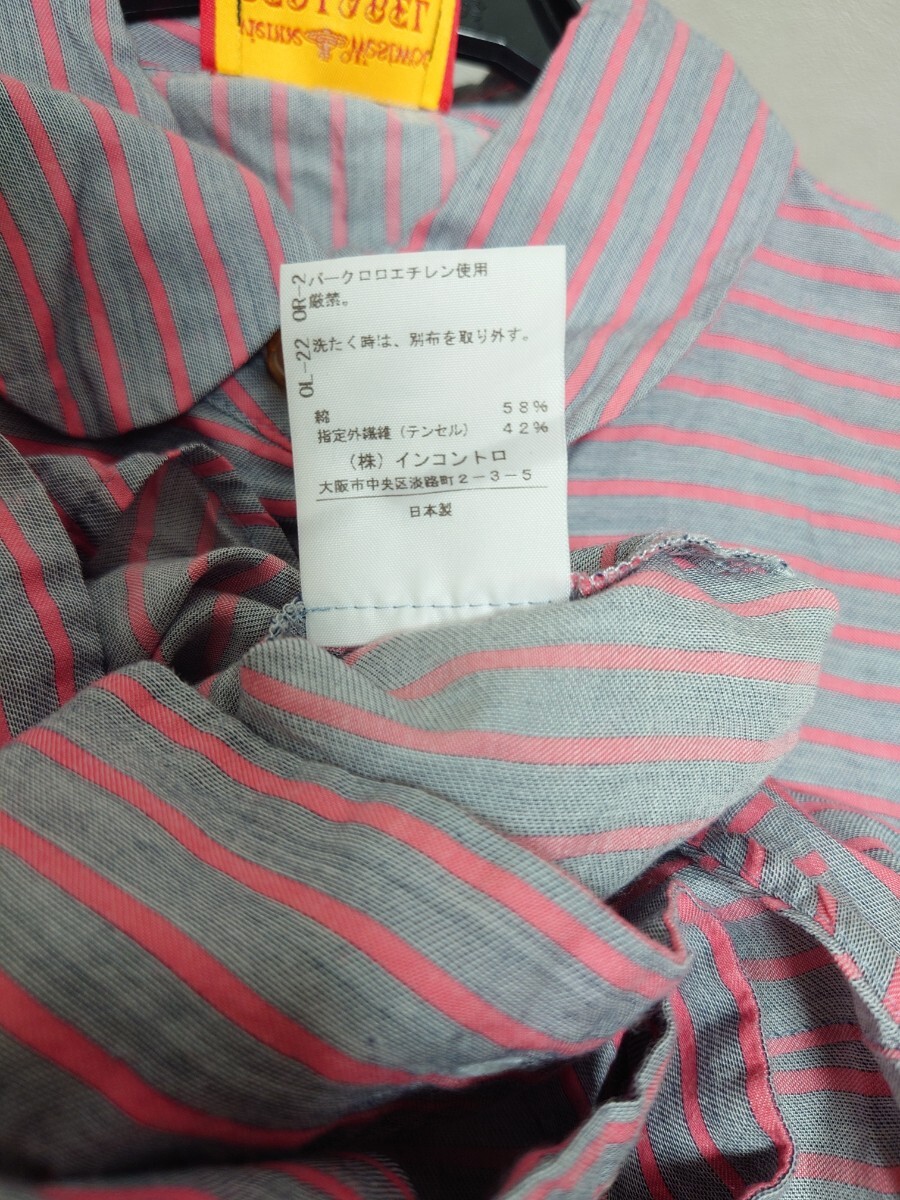 Vivienne Westwood
OR-2
パークロロエチレン使用
厳禁。
OL-22
洗たく時は、別布を取り外す。
綿 58%
指定外繊維（テンセル） 42%
（株）インコントロ
大阪市中央区淡路町2-3-5
日本製